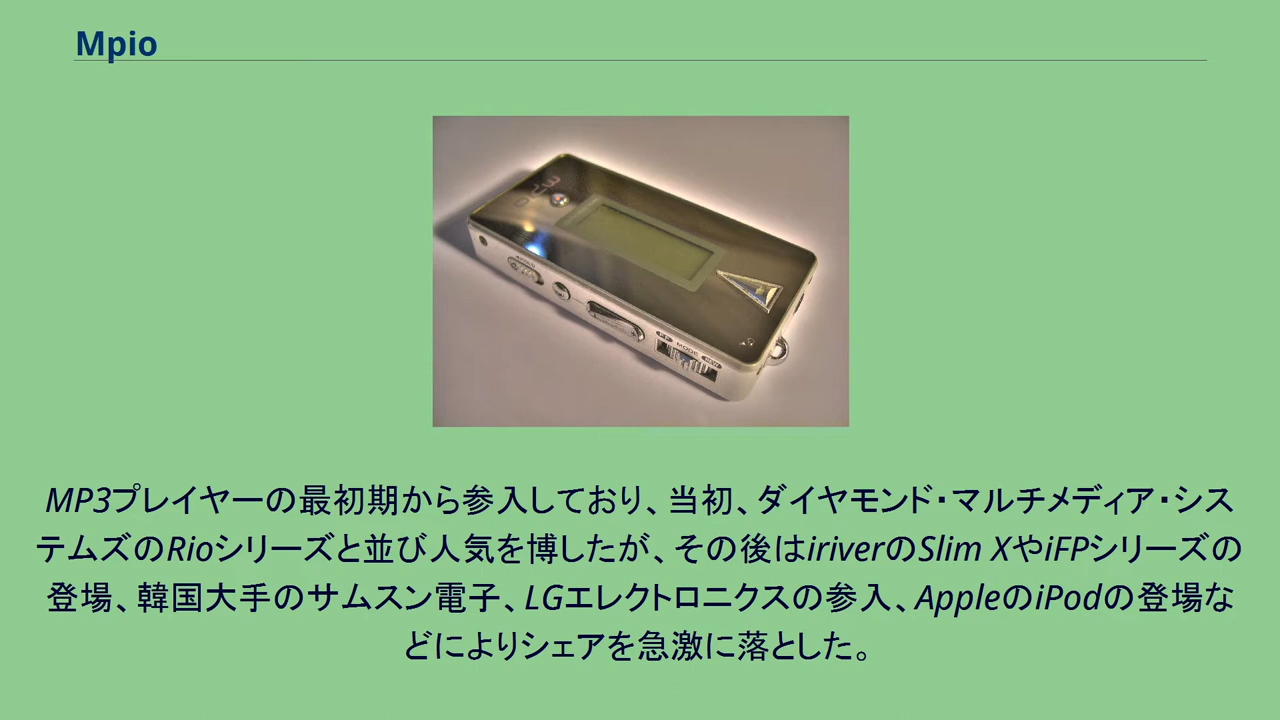 Mpio
MODE
MP3プレイヤーの最初期から参入しており、当初、ダイヤモンド・マルチメディア・シス
テムズのRioシリーズと並び人気を博したが、その後はiriverのSlim XやiFPシリーズの
登場、韓国大手のサムスン電子、LGエレクトロニクスの参入、AppleのiPodの登場な
どによりシェアを急激に落とした。